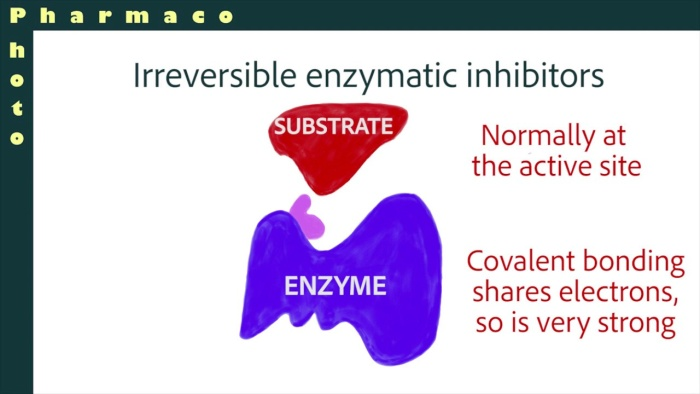 Pharmaco
Photo
Irreversible enzymatic inhibitors
SUBSTRATE
Normally at
the active site
ENZYME
Covalent bonding
shares electrons,
so is very strong